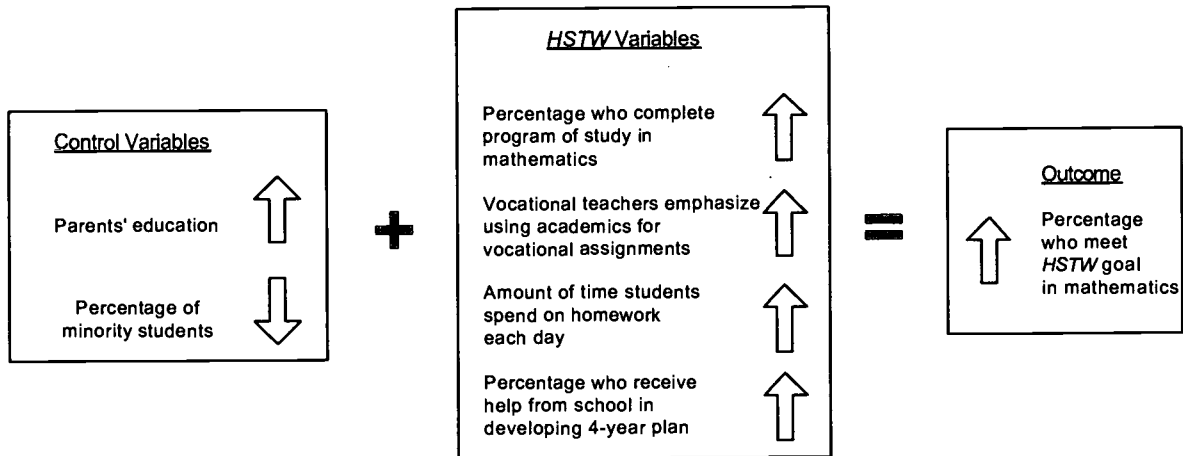 Control Variables
Parents' education
Percentage of
minority students
+
HSTW Variables
Percentage who complete
program of study in
mathematics
Vocational teachers emphasize
using academics for
vocational assignments
Amount of time students
spend on homework
each day
Percentage who receive
help from school in
developing 4-year plan
=
Outcome
Percentage
who meet
HSTW goal
in mathematics